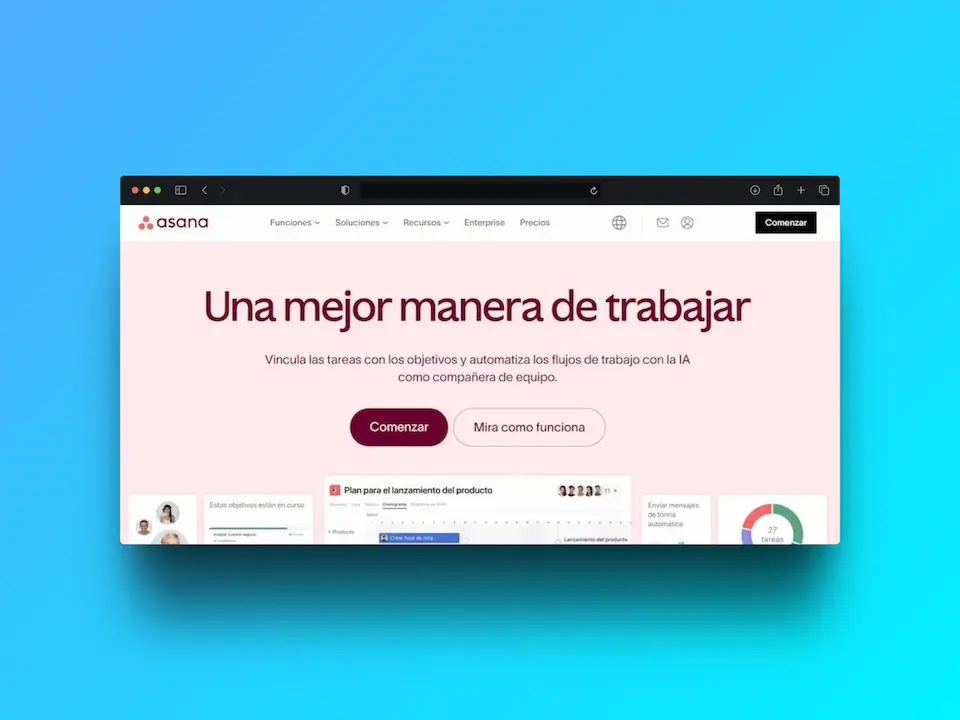 asana
Funciones
Soluciones
Recursos
Enterprise
Precios
Comenzar
Una mejor manera de trabajar
Vincula las tareas con los objetivos y automatiza los flujos de trabajo con la IA
como compañera de equipo.
Comenzar
Mira como funciona
Estos objetivos están en curso
Plan para el lanzamiento del producto
Cronograma
Producto
Crear hoja de ruta
Lanzamiento del producto
Enviar mensajes
de forma
automática
27
tareas